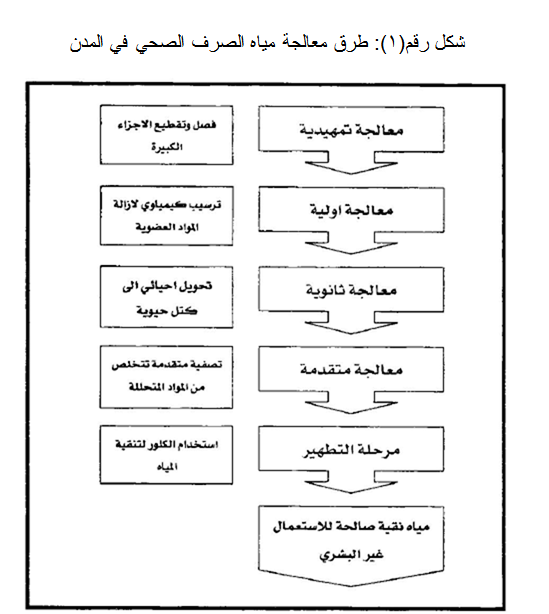 شكل رقم(١): طرق معالجة مياه الصرف الصحي في المدن
معالجة تمهيدية
فصل وتقطيع الاجزاء
الكبيرة
معالجة اولية
ترسيب كيمياوي لازالة
المواد العضوية
معالجة ثانوية
تحويل احيائي الى
كتل حيوية
معالجة متقدمة
تصفية متقدمة تتخلص
من المواد المتحللة
مرحلة التطهير
استخدام الكلور لتنقية
المياه
مياه نقية صالحة للاستعمال
غير البشري